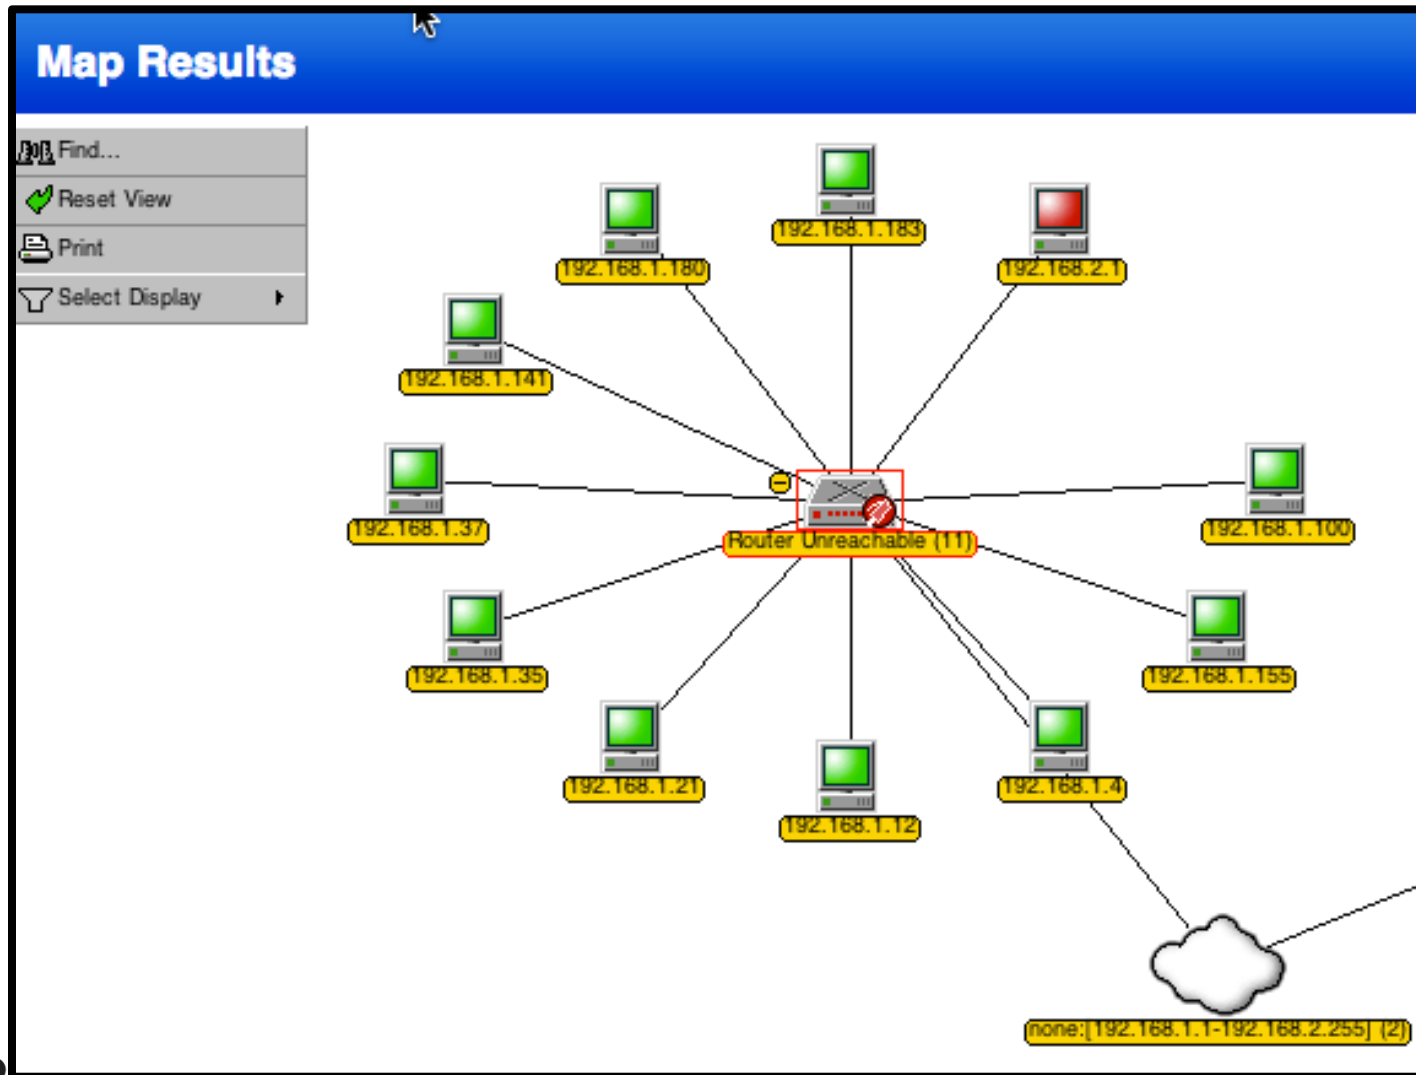 Map Results
Find...
Reset View
Print
Select Display
192.168.1.183
192.168.1.180
192.168.2.1
192.168.1.141
192.168.1.37
192.168.1.100
Router Unreachable (11)
192.168.1.35
192.168.1.155
192.168.1.21
192.168.1.4
192.168.1.12
none:[192.168.1.1-192.168.2.255] (2)